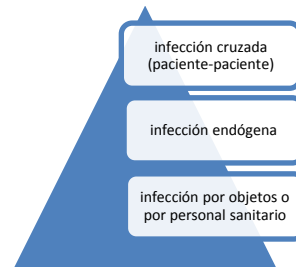 infección cruzada
(paciente-paciente)
infección endógena
infección por objetos o
por personal sanitario